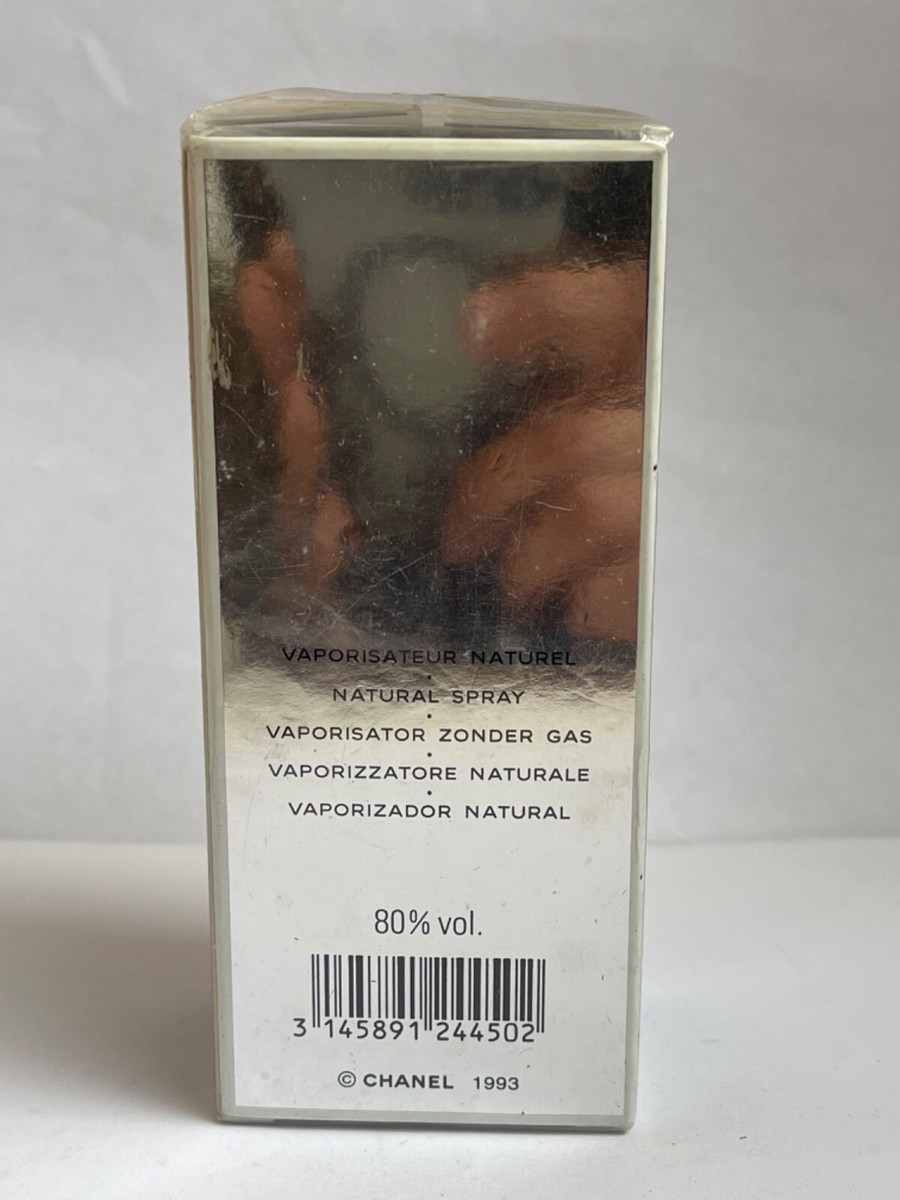 VAPORISATEUR NATUREL
•
NATURAL SPRAY
•
VAPORISATOR ZONDER GAS
•
VAPORIZZATORE NATURALE
•
VAPORIZADOR NATURAL
80% vol.
3 145891 244502
© CHANEL 1993